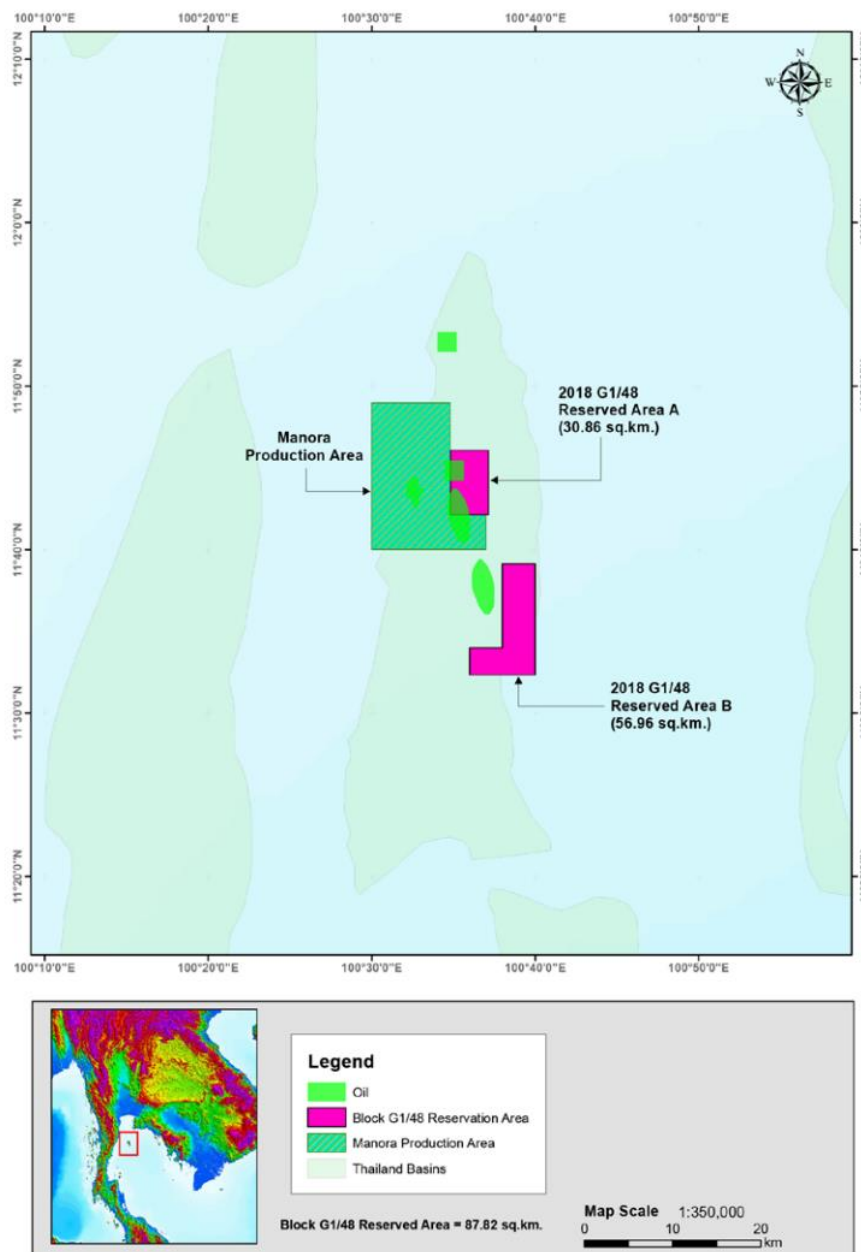 100°10'0"E 100°20'0"E 100°30'0"E 100°40'0"E 100°50'0"E
12°10'0"N
N
W E
S
12°0'0"N
11°50'0"N
2018 G1/48
Reserved Area A
(30.86 sq.km.)
Manora
Production Area
11°40'0"N
2018 G1/48
Reserved Area B
(56.96 sq.km.)
11°30'0"N
11°20'0"N
100°10'0"E 100°20'0"E 100°30'0"E 100°40'0"E 100°50'0"E
Legend
Oil
Block G1/48 Reservation Area
Manora Production Area
Thailand Basins
Block G1/48 Reserved Area = 87.82 sq.km.
Map Scale 1:350,000
0 10 20
km